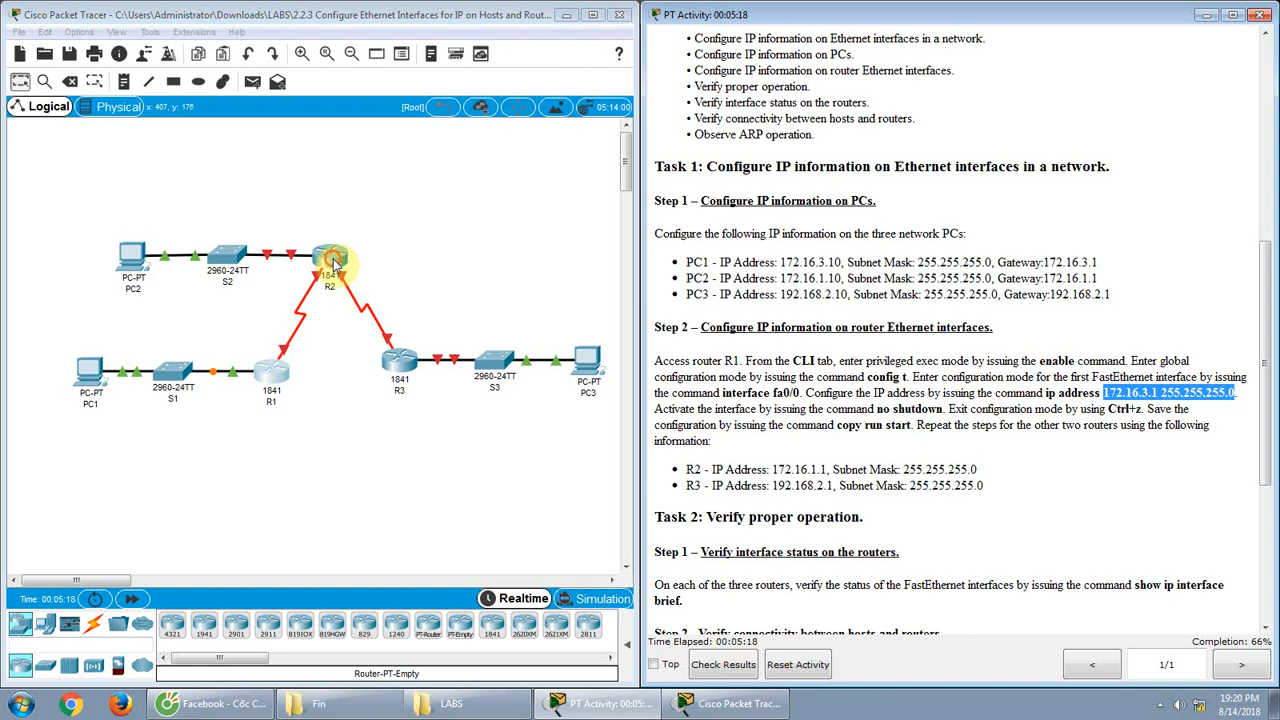 Cisco Packet Tracer - C:\Users\Administrator\Downloads\LABS\2.2.3 Configure Ethernet Interfaces for IP on Hosts and Rout...
File Edit Options View Tools Extensions Help
Logical Physical x: 407, y: 176 [Root] 05:14:00
PC-PT
PC2
2960-24TT
S2
1841
R2
PC-PT
PC1
2960-24TT
S1
1841
R1
1841
R3
2960-24TT
S3
PC-PT
PC3
Time: 00:05:18 Realtime Simulation
4321 1941 2901 2911 819IOX 819HGW 829 1240 PT-Router PT-Empty 1841 2620XM 2621XM 2811
Router-PT-Empty
PT Activity: 00:05:18
• Configure IP information on Ethernet interfaces in a network.
• Configure IP information on PCs.
• Configure IP information on router Ethernet interfaces.
• Verify proper operation.
• Verify interface status on the routers.
• Verify connectivity between hosts and routers.
• Observe ARP operation.
Task 1: Configure IP information on Ethernet interfaces in a network.
Step 1 – Configure IP information on PCs.
Configure the following IP information on the three network PCs:
• PC1 - IP Address: 172.16.3.10, Subnet Mask: 255.255.255.0, Gateway:172.16.3.1
• PC2 - IP Address: 172.16.1.10, Subnet Mask: 255.255.255.0, Gateway:172.16.1.1
• PC3 - IP Address: 192.168.2.10, Subnet Mask: 255.255.255.0, Gateway:192.168.2.1
Step 2 – Configure IP information on router Ethernet interfaces.
Access router R1. From the CLI tab, enter privileged exec mode by issuing the enable command. Enter global
configuration mode by issuing the command config t. Enter configuration mode for the first FastEthernet interface by issuing
the command interface fa0/0. Configure the IP address by issuing the command ip address 172.16.3.1 255.255.255.0.
Activate the interface by issuing the command no shutdown. Exit configuration mode by using Ctrl+z. Save the
configuration by issuing the command copy run start. Repeat the steps for the other two routers using the following
information:
• R2 - IP Address: 172.16.1.1, Subnet Mask: 255.255.255.0
• R3 - IP Address: 192.168.2.1, Subnet Mask: 255.255.255.0
Task 2: Verify proper operation.
Step 1 – Verify interface status on the routers.
On each of the three routers, verify the status of the FastEthernet interfaces by issuing the command show ip interface
brief.
Step 2 – Verify connectivity between hosts and routers
Time Elapsed: 00:05:18 Completion: 66%
Top Check Results Reset Activity < 1/1 >
Facebook - Cốc C... Fin LABS PT Activity: 00:05:... Cisco Packet Trac...
19:20 PM
8/14/2018